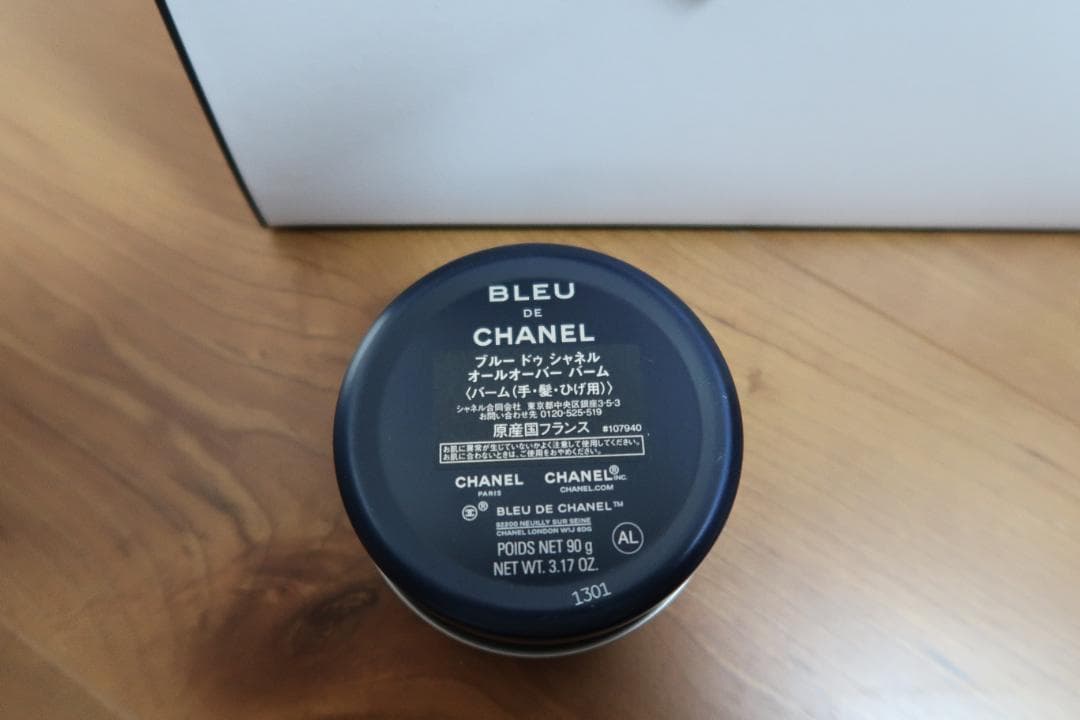 BLEU
DE
CHANEL
ブルー ドゥ シャネル
オールオーバー バーム
〈バーム(手・髪・ひげ用)〉
シャネル合同会社 東京都中央区銀座3-5-3
お問い合わせ先 0120-525-519
原産国フランス #107940
お肌に異常が生じていないかよく注意して使用してください。
お肌に合わないときは、ご使用をおやめください。
CHANEL CHANEL® INC.
PARIS CHANEL.COM
® BLEU DE CHANEL™
92200 NEUILLY SUR SEINE
CHANEL LONDON W1J 6DG
AL
POIDS NET 90 g
NET WT. 3.17 OZ.
1301